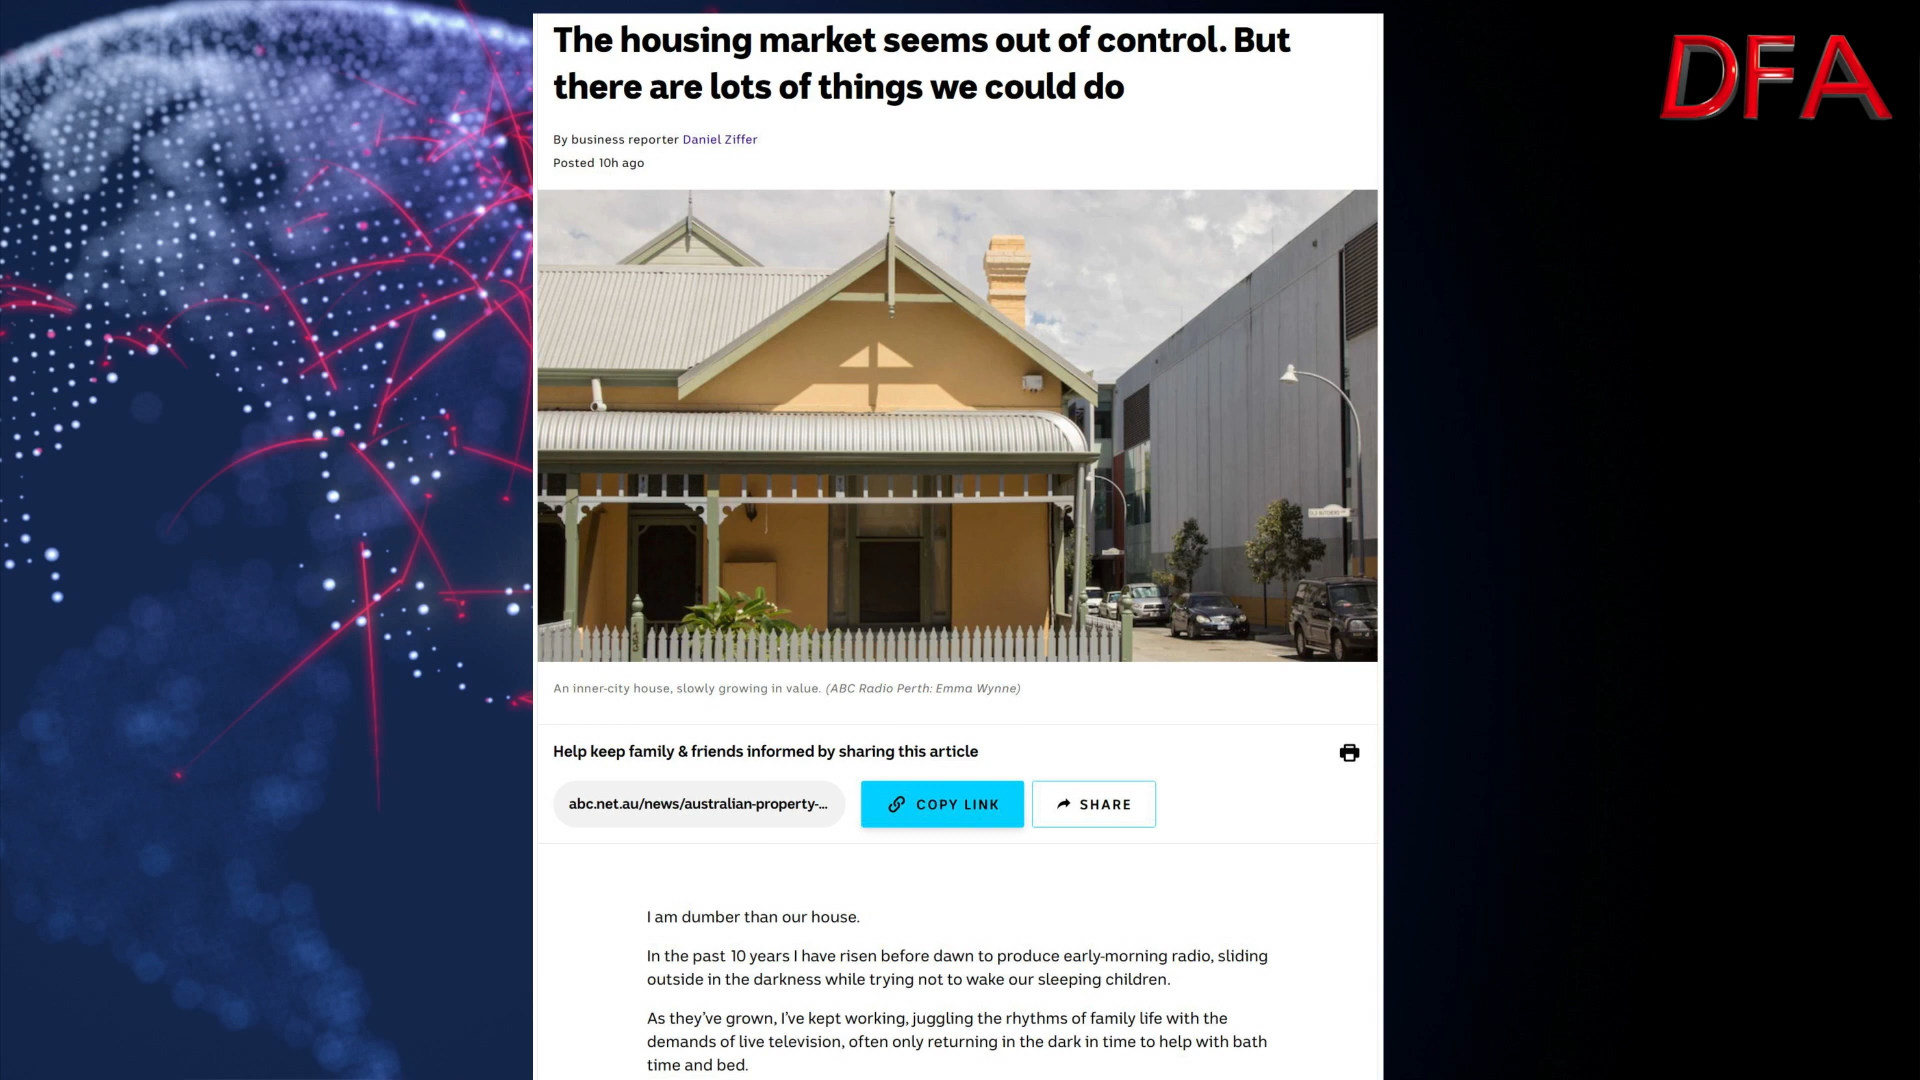 The housing market seems out of control. But
there are lots of things we could do
DFA
By business reporter Daniel Ziffer
Posted 10h ago
An inner-city house, slowly growing in value. (ABC Radio Perth: Emma Wynne)
Help keep family & friends informed by sharing this article
abc.net.au/news/australian-property-...
COPY LINK
SHARE
I am dumber than our house.
In the past 10 years I have risen before dawn to produce early-morning radio, sliding
outside in the darkness while trying not to wake our sleeping children.
As they've grown, I've kept working, juggling the rhythms of family life with the
demands of live television, often only returning in the dark in time to help with bath
time and bed.